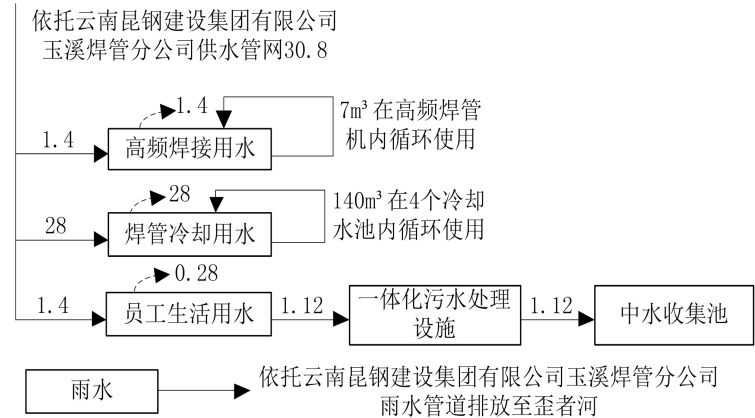 依托云南昆钢建设集团有限公司
玉溪焊管分公司供水管网30.8
1.4
7m³在高频焊管
机内循环使用
1.4
高频焊接用水
28
140m³在4个冷却
水池内循环使用
28
焊管冷却用水
0.28
1.4
员工生活用水
1.12
一体化污水处理
设施
1.12
中水收集池
雨水
依托云南昆钢建设集团有限公司玉溪焊管分公司
雨水管道排放至歪者河